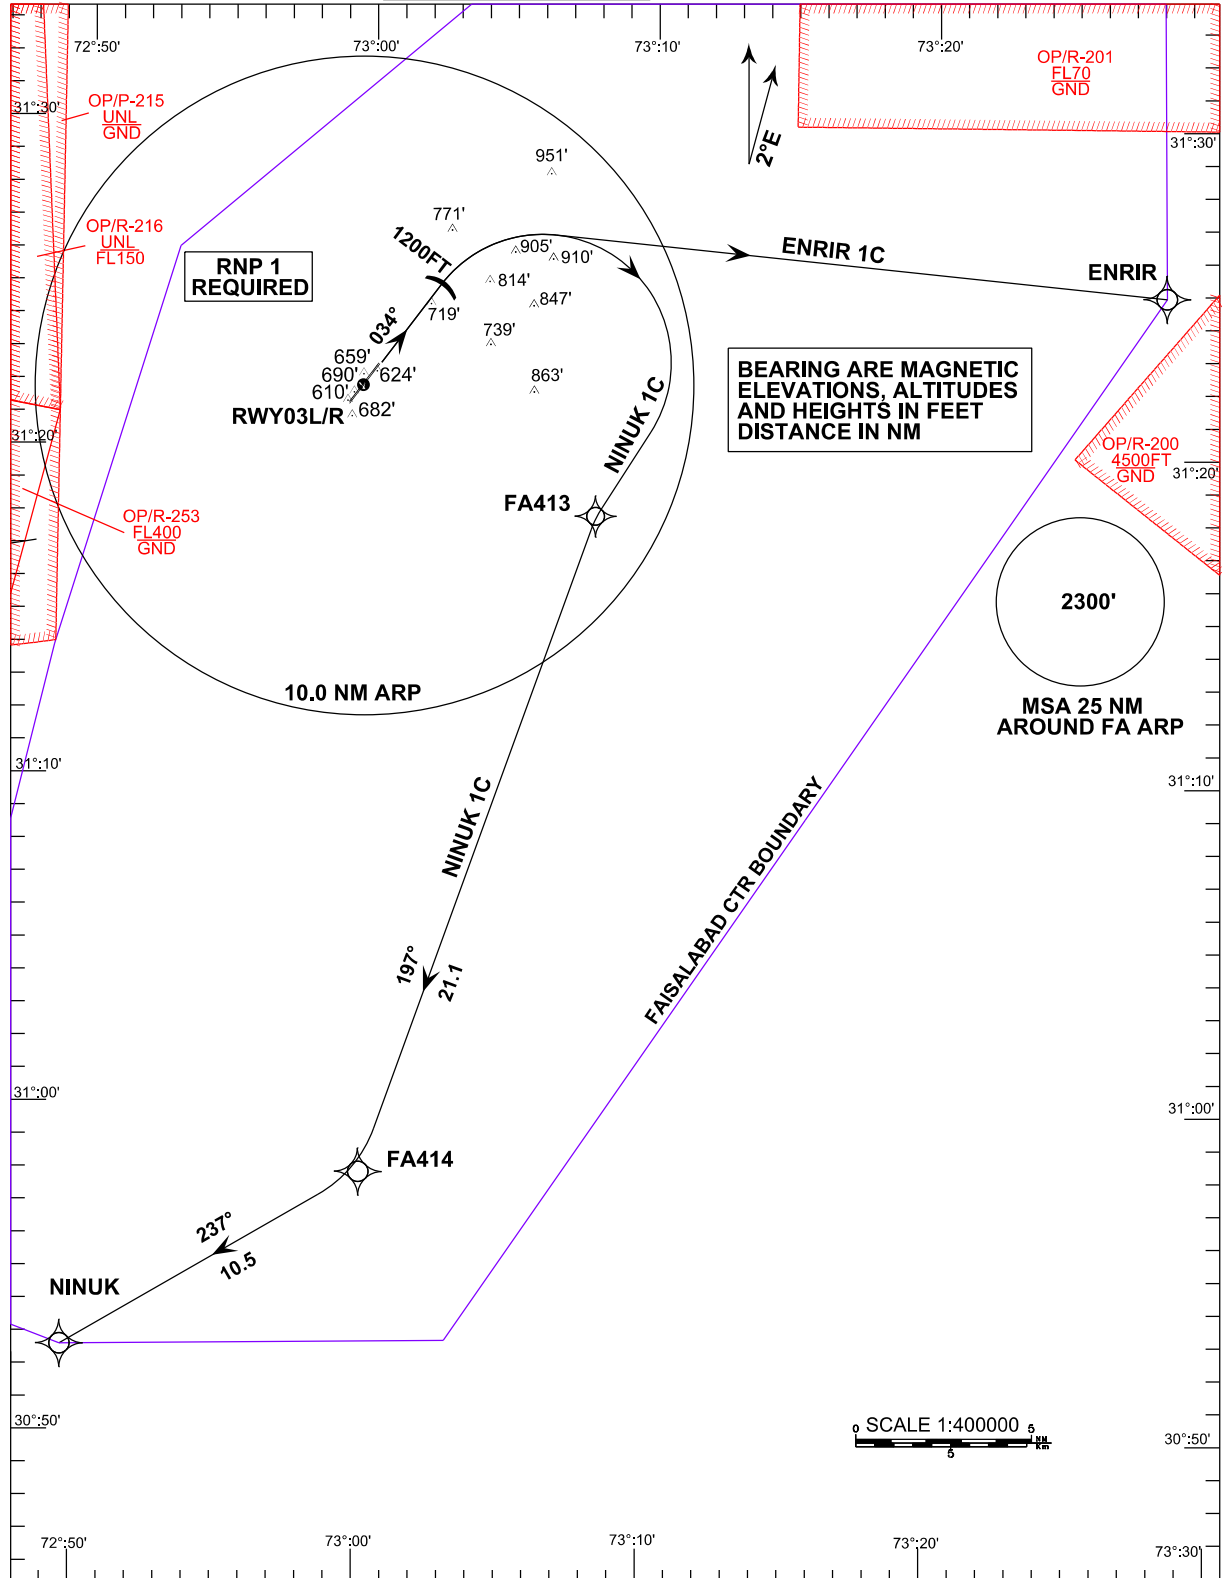 72°:50'
73°:00'
73°:10'
73°:20'
OP/R-201
FL70
GND
OP/P-215
UNL
GND
31°:30'
31°:30'
2°E
951'
771'
OP/R-216
UNL
FL150
RNP 1
REQUIRED
1200FT
905'
910'
ENRIR 1C
ENRIR
814'
847'
719'
034°
739'
659'
690'
624'
610'
863'
682'
RWY03L/R
BEARING ARE MAGNETIC
ELEVATIONS, ALTITUDES
AND HEIGHTS IN FEET
DISTANCE IN NM
NINUK 1C
31°:20'
OP/R-200
4500FT
GND
31°:20'
FA413
OP/R-253
FL400
GND
2300'
10.0 NM ARP
MSA 25 NM
AROUND FA ARP
31°:10'
31°:10'
NINUK 1C
FAISALABAD CTR BOUNDARY
197°
21.1
31°:00'
31°:00'
FA414
237°
10.5
NINUK
30°:50'
0 SCALE 1:400000 5
NM
Km
5
30°:50'
72°:50'
73°:00'
73°:10'
73°:20'
73°:30'